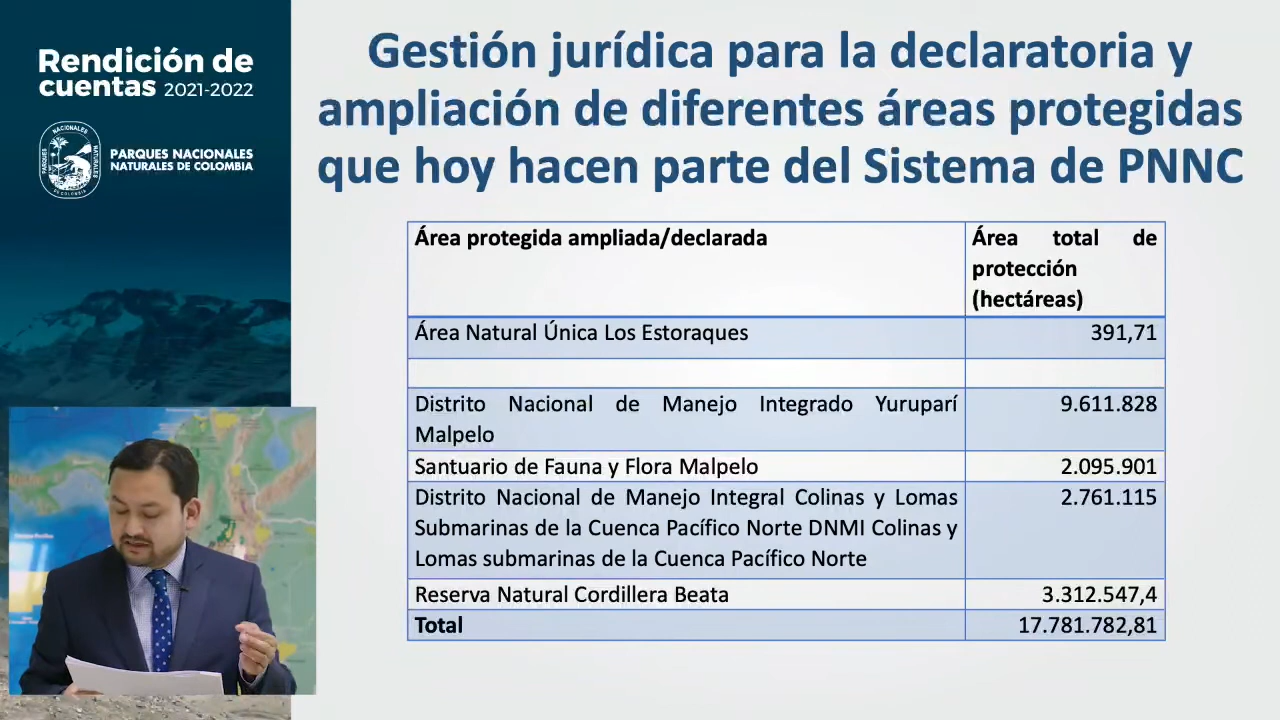 Rendición de
cuentas 2021-2022
NACIONALES
PARQUES
NATURALES
DE COLOMBIA
PARQUES NACIONALES
NATURALES DE COLOMBIA
Gestión jurídica para la declaratoria y
ampliación de diferentes áreas protegidas
que hoy hacen parte del Sistema de PNNC
Área protegida ampliada/declarada
Área total de
protección
(hectáreas)
Área Natural Única Los Estoraques 391,71
Distrito Nacional de Manejo Integrado Yuruparí 9.611.828
Malpelo
Santuario de Fauna y Flora Malpelo 2.095.901
Distrito Nacional de Manejo Integral Colinas y Lomas 2.761.115
Submarinas de la Cuenca Pacífico Norte DNMI Colinas y
Lomas submarinas de la Cuenca Pacífico Norte
Reserva Natural Cordillera Beata 3.312.547,4
Total 17.781.782,81